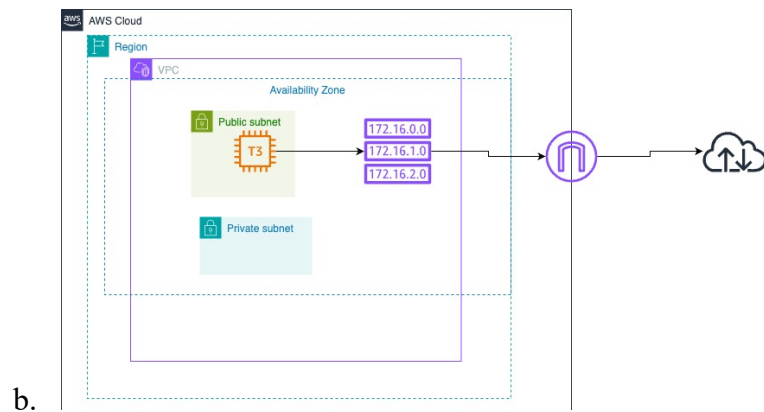 aws
AWS Cloud
Region
VPC
Availability Zone
Public subnet
T3
172.16.0.0
172.16.1.0
172.16.2.0
Private subnet
b.